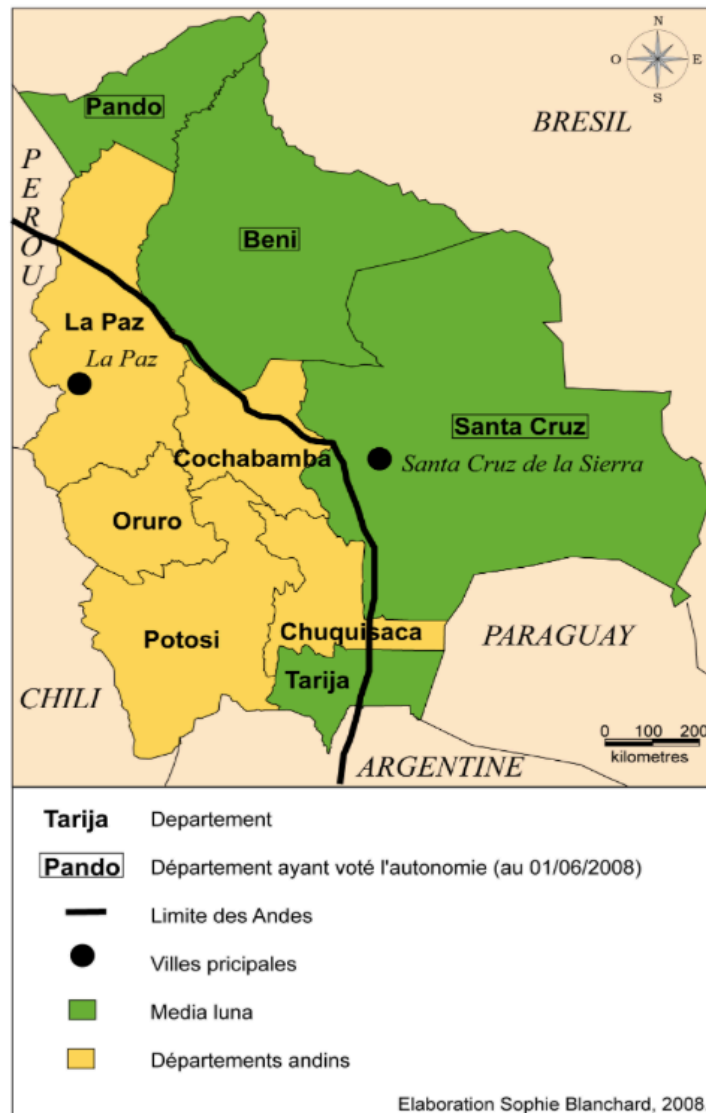 N
O E
S
Pando
BRESIL
PEROU
Beni
La Paz
La Paz
Santa Cruz
Cochabamba
Santa Cruz de la Sierra
Oruro
Chuquisaca
PARAGUAY
Potosi
Tarija
CHILI
0 100 200
kilometres
ARGENTINE
Tarija Departement
Pando Département ayant voté l'autonomie (au 01/06/2008)
Limite des Andes
Villes pricipales
Media luna
Départements andins
Elaboration Sophie Blanchard, 2008